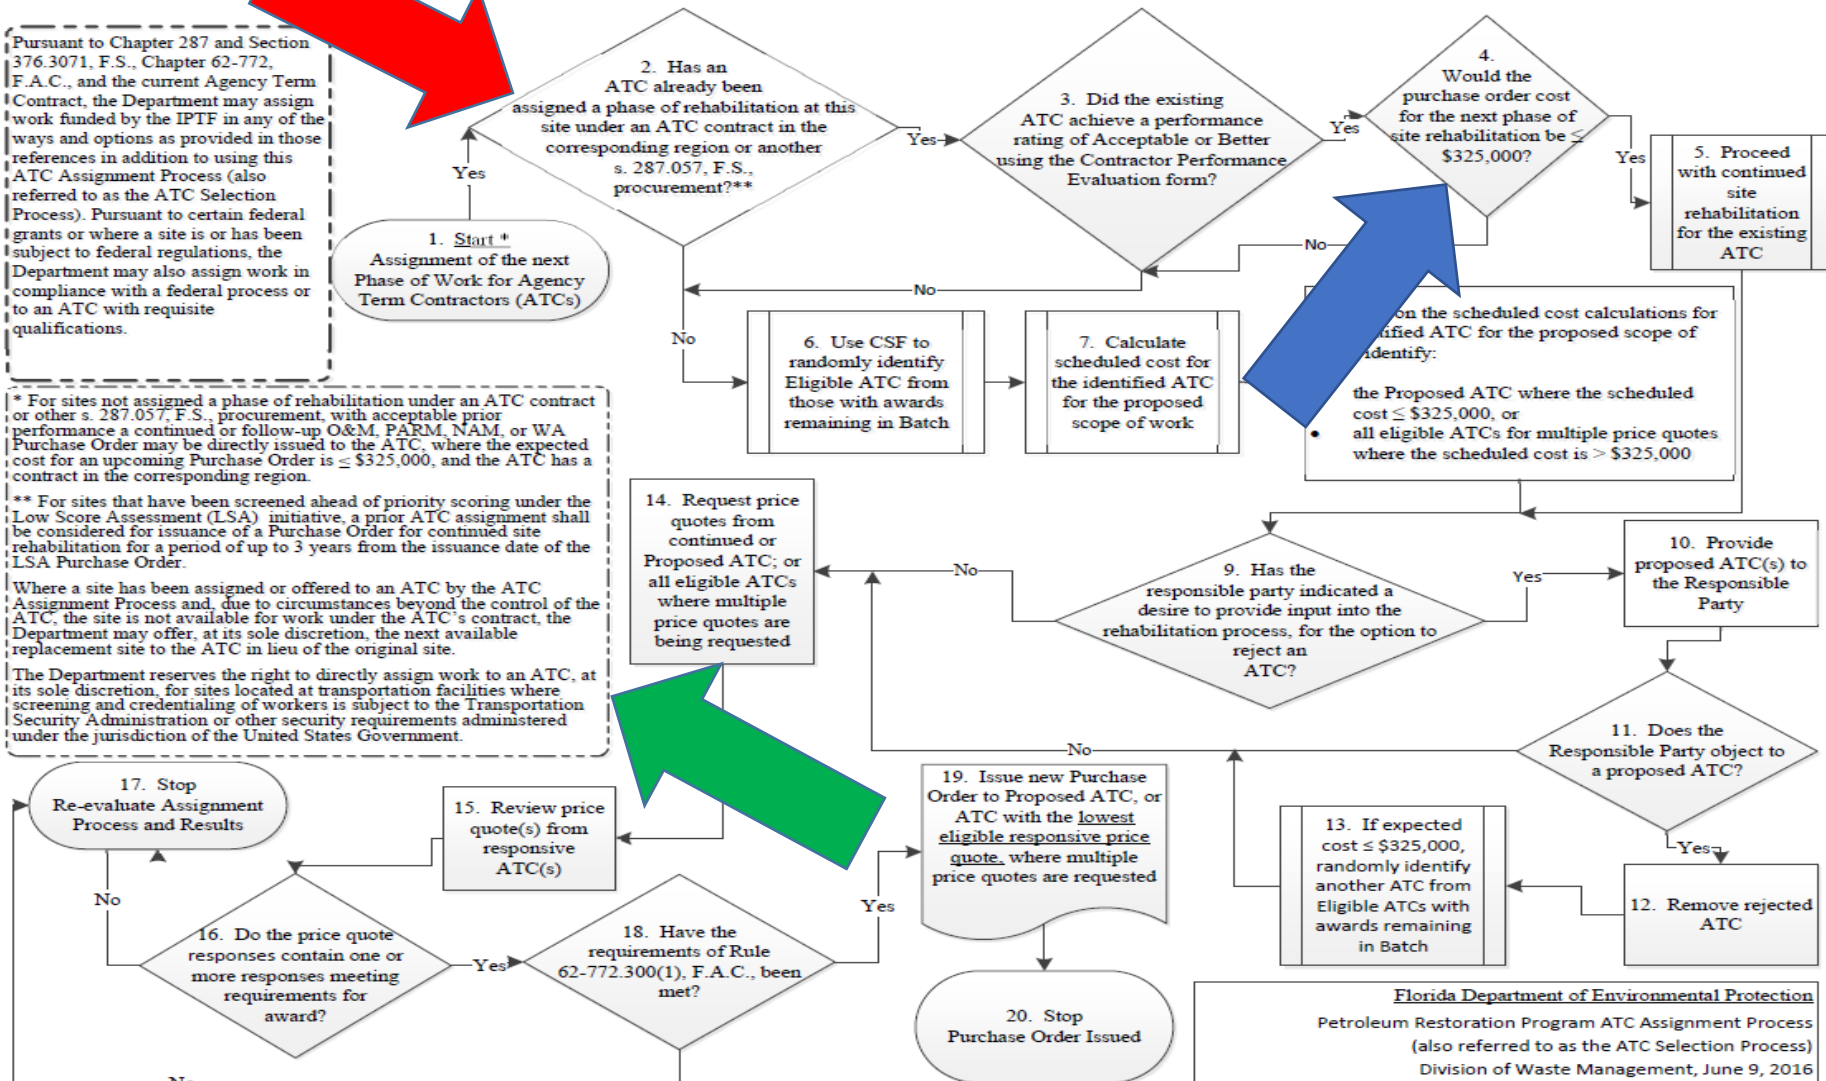 Pursuant to Chapter 287 and Section
376.3071, F.S., Chapter 62-772,
F.A.C., and the current Agency Term
Contract, the Department may assign
work funded by the IPTF in any of the
ways and options as provided in those
references in addition to using this
ATC Assignment Process (also
referred to as the ATC Selection
Process). Pursuant to certain federal
grants or where a site is or has been
subject to federal regulations, the
Department may also assign work in
compliance with a federal process or
to an ATC with requisite
qualifications.
1. Start *
Assignment of the next
Phase of Work for Agency
Term Contractors (ATCs)
Yes
2. Has an
ATC already been
assigned a phase of rehabilitation at this
site under an ATC contract in the
corresponding region or another
s. 287.057, F.S.,
procurement?**
Yes
3. Did the existing
ATC achieve a performance
rating of Acceptable or Better
using the Contractor Performance
Evaluation form?
Yes
4.
Would the
purchase order cost
for the next phase of
site rehabilitation be ≤
$325,000?
Yes
5. Proceed
with continued
site
rehabilitation
for the existing
ATC
No
No
No
6. Use CSF to
randomly identify
Eligible ATC from
those with awards
remaining in Batch
7. Calculate
scheduled cost for
the identified ATC
for the proposed
scope of work
on the scheduled cost calculations for
ATC for the proposed scope of
identify:
the Proposed ATC where the scheduled
cost ≤ $325,000, or
• all eligible ATCs for multiple price quotes
where the scheduled cost is > $325,000
* For sites not assigned a phase of rehabilitation under an ATC contract
or other s. 287.057, F.S., procurement, with acceptable prior
performance a continued or follow-up O&M, PARM, NAM, or WA
Purchase Order may be directly issued to the ATC, where the expected
cost for an upcoming Purchase Order is ≤ $325,000, and the ATC has a
contract in the corresponding region.
** For sites that have been screened ahead of priority scoring under the
Low Score Assessment (LSA) initiative, a prior ATC assignment shall
be considered for issuance of a Purchase Order for continued site
rehabilitation for a period of up to 3 years from the issuance date of the
LSA Purchase Order.
Where a site has been assigned or offered to an ATC by the ATC
Assignment Process and, due to circumstances beyond the control of the
ATC, the site is not available for work under the ATC's contract, the
Department may offer, at its sole discretion, the next available
replacement site to the ATC in lieu of the original site.
The Department reserves the right to directly assign work to an ATC, at
its sole discretion, for sites located at transportation facilities where
screening and credentialing of workers is subject to the Transportation
Security Administration or other security requirements administered
under the jurisdiction of the United States Government.
14. Request price
quotes from
continued or
Proposed ATC; or
all eligible ATCs
where multiple
price quotes are
being requested
No
9. Has the
responsible party indicated a
desire to provide input into the
rehabilitation process, for the option to
reject an
ATC?
Yes
10. Provide
proposed ATC(s) to
the Responsible
Party
No
11. Does the
Responsible Party object to
a proposed ATC?
Yes
12. Remove rejected
ATC
13. If expected
cost ≤ $325,000,
randomly identify
another ATC from
Eligible ATCs with
awards remaining
in Batch
17. Stop
Re-evaluate Assignment
Process and Results
15. Review price
quote(s) from
responsive
ATC(s)
No
16. Do the price quote
responses contain one or
more responses meeting
requirements for
award?
Yes
18. Have the
requirements of Rule
62-772.300(1), F.A.C., been
met?
Yes
19. Issue new Purchase
Order to Proposed ATC, or
ATC with the lowest
eligible responsive price
quote, where multiple
price quotes are requested
20. Stop
Purchase Order Issued
No
Florida Department of Environmental Protection
Petroleum Restoration Program ATC Assignment Process
(also referred to as the ATC Selection Process)
Division of Waste Management, June 9, 2016